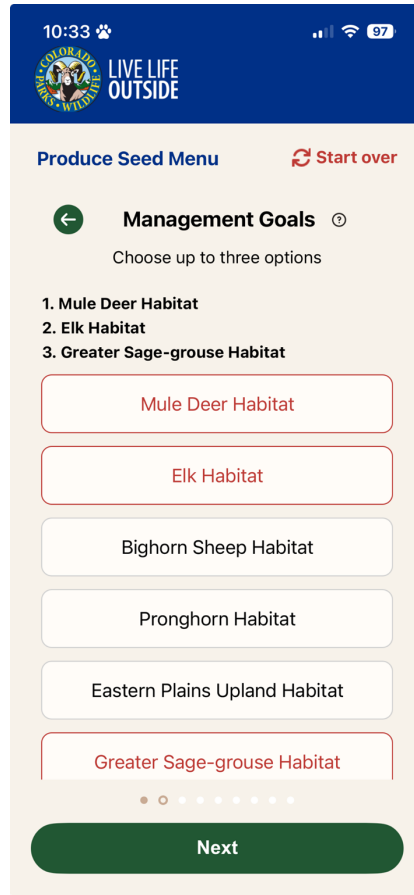 10:33
97
COLORADO
PARKS • WILDLIFE
LIVE LIFE
OUTSIDE
Produce Seed Menu
Start over
Management Goals ?
Choose up to three options
1. Mule Deer Habitat
2. Elk Habitat
3. Greater Sage-grouse Habitat
Mule Deer Habitat
Elk Habitat
Bighorn Sheep Habitat
Pronghorn Habitat
Eastern Plains Upland Habitat
Greater Sage-grouse Habitat
Next